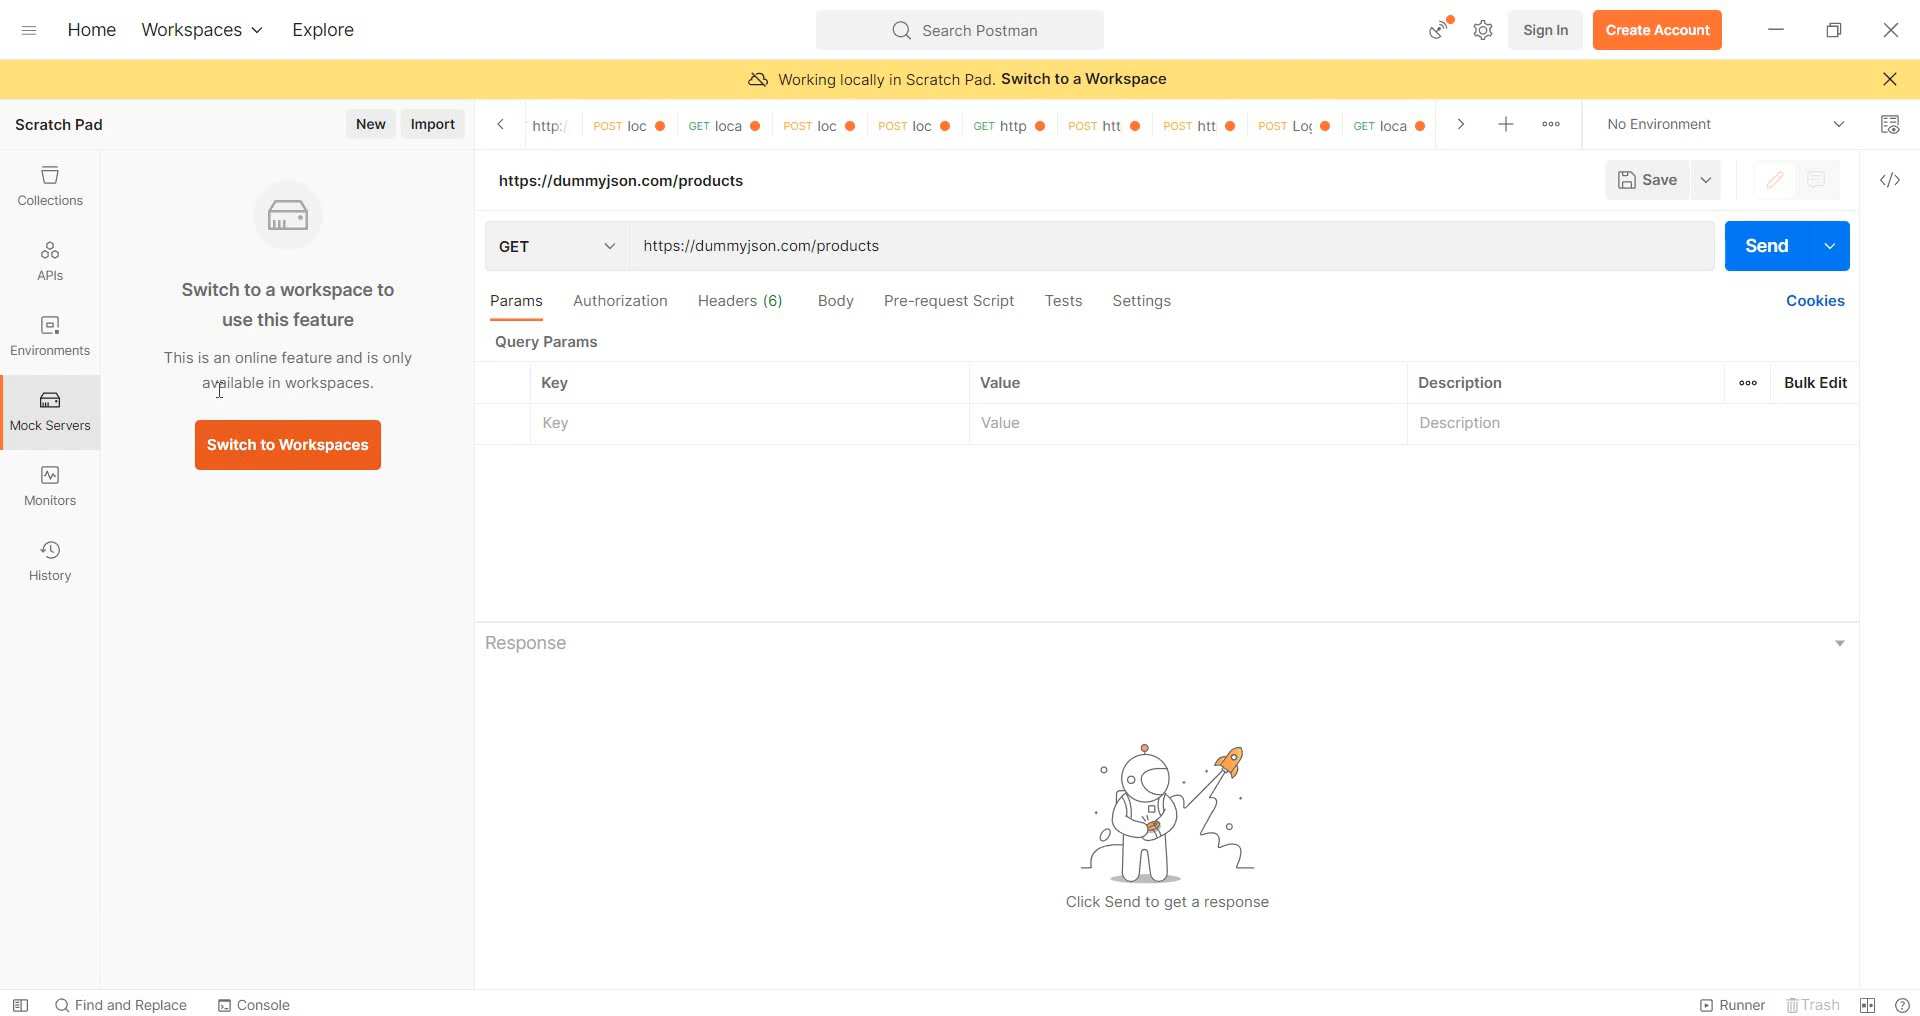 Home Workspaces Explore Search Postman Sign In Create Account
Working locally in Scratch Pad. Switch to a Workspace
Scratch Pad New Import http:/ POST loc GET loca POST loc POST loc GET http POST htt POST htt POST Log GET loca No Environment
https://dummyjson.com/products Save
Collections
APIs
Environments
Mock Servers
Monitors
History
Switch to a workspace to
use this feature
This is an online feature and is only
available in workspaces.
Switch to Workspaces
GET https://dummyjson.com/products Send
Params Authorization Headers (6) Body Pre-request Script Tests Settings Cookies
Query Params
Key Value Description Bulk Edit
Key Value Description
Response
Click Send to get a response
Find and Replace Console Runner Trash